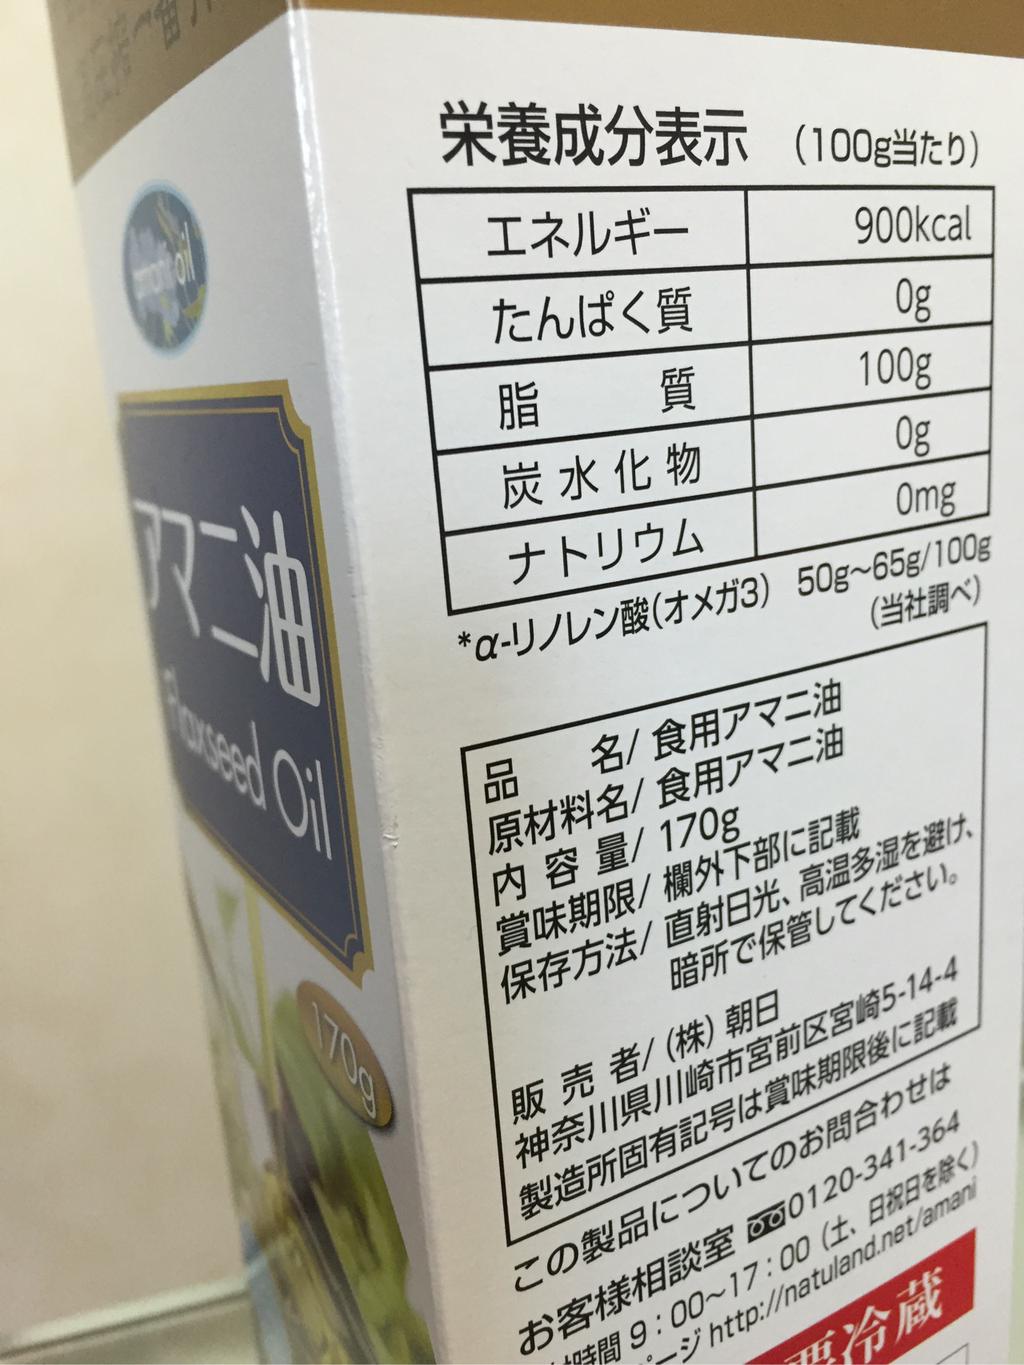 栄養成分表示 （100g当たり）
エネルギー 900kcal
たんぱく質 0g
脂 質 100g
炭水化物 0g
ナトリウム 0mg
*α-リノレン酸（オメガ3） 50g～65g/100g
（当社調べ）
品 名/ 食用アマニ油
原材料名/ 食用アマニ油
内 容 量/ 170g
賞味期限/ 欄外下部に記載
保存方法/ 直射日光、高温多湿を避け、
暗所で保管してください。
販 売 者/ （株）朝日
神奈川県川崎市宮前区宮崎5-14-4
製造所固有記号は賞味期限後に記載
この製品についてのお問合わせは
お客様相談室 0120-341-364
時間 9：00～17：00（土、日祝日を除く）
ページ http://natuland.net/amani
要冷蔵
amani oil
アマニ油
Flaxseed Oil
170g